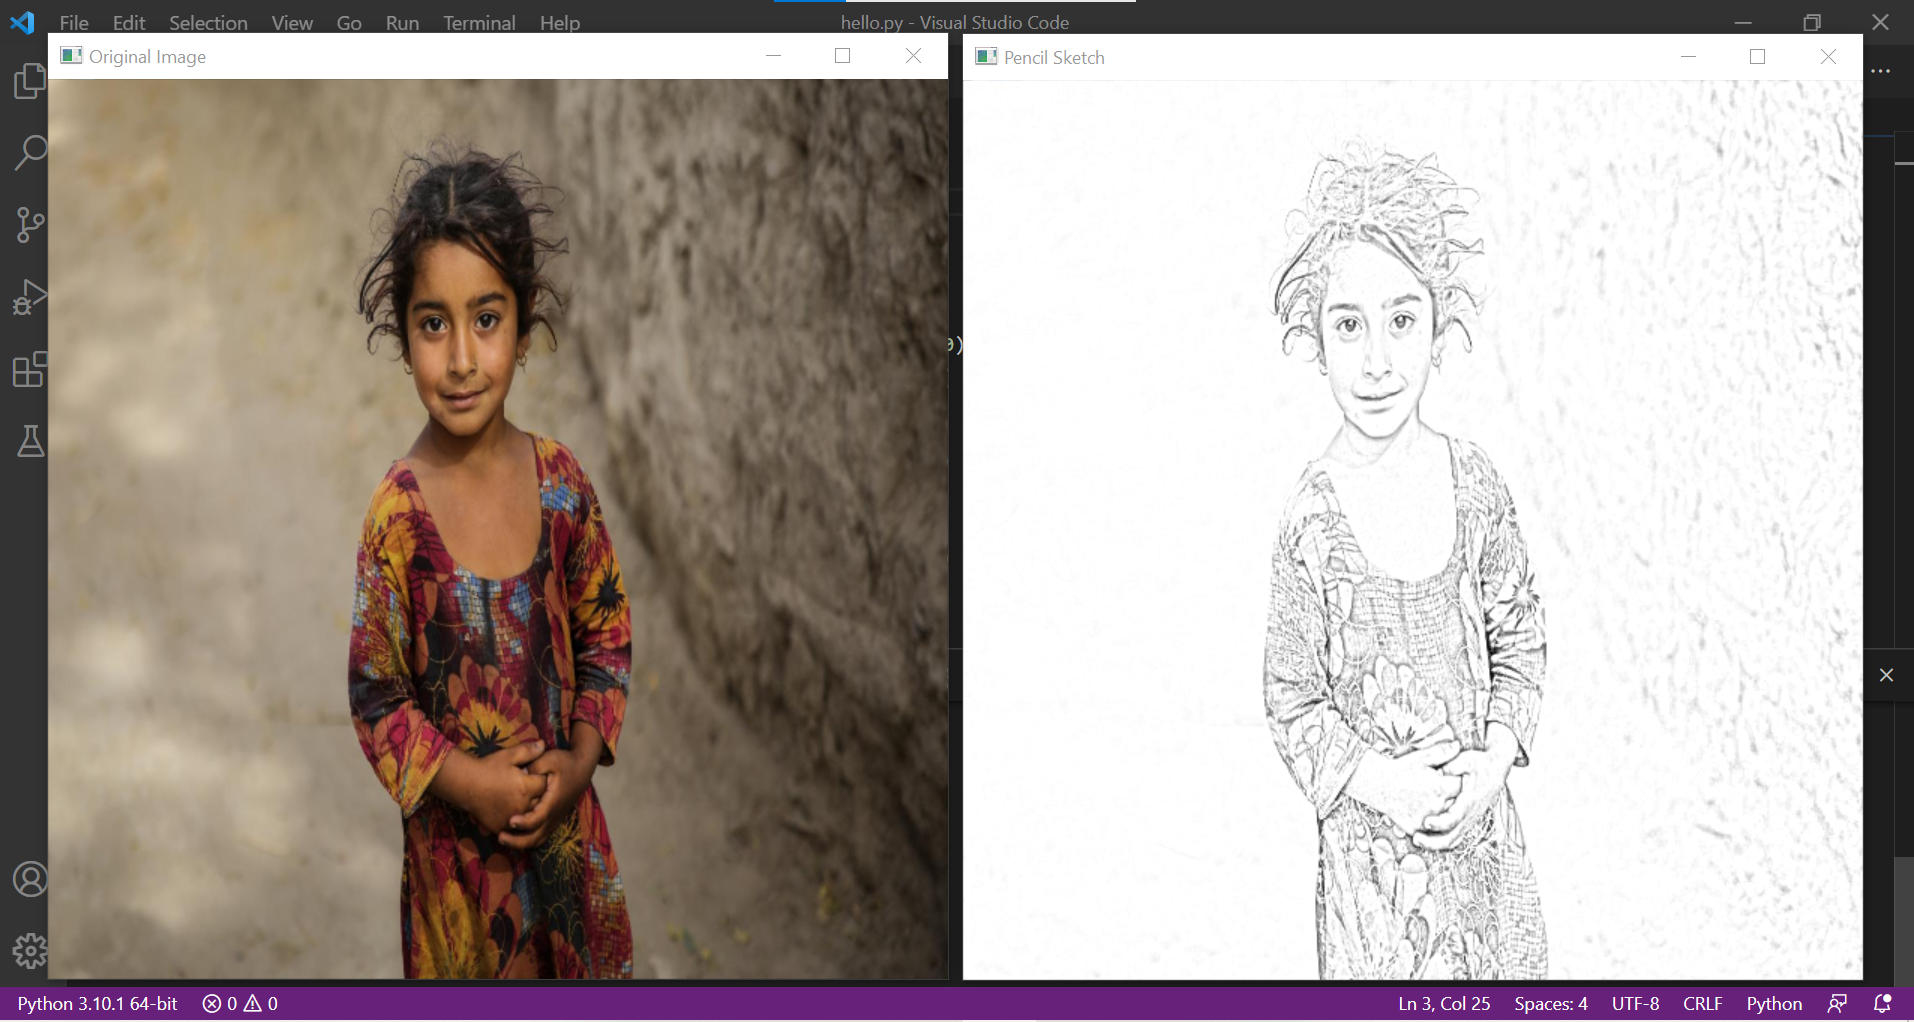 File Edit Selection View Go Run Terminal Help
hello.py - Visual Studio Code
Original Image
Pencil Sketch
)
Python 3.10.1 64-bit
0
0
Ln 3, Col 25
Spaces: 4
UTF-8
CRLF
Python